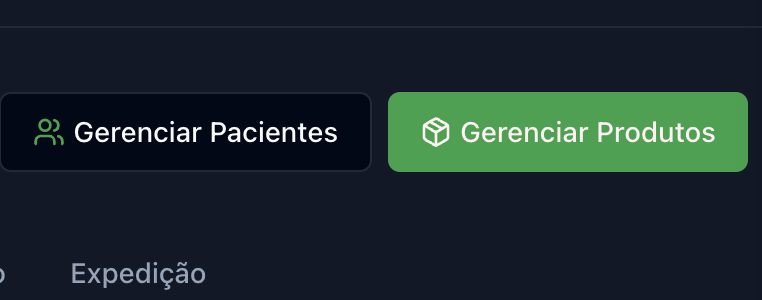 Gerenciar Pacientes
Gerenciar Produtos
Expedição